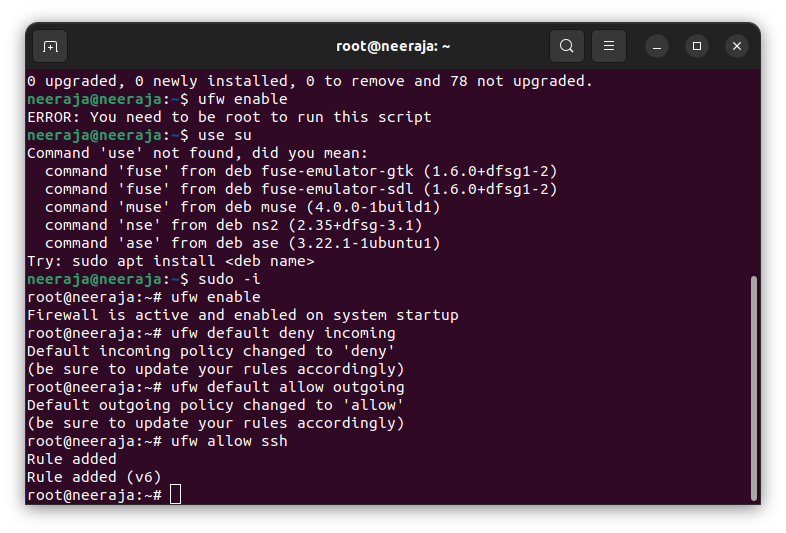 root@neeraja: ~
0 upgraded, 0 newly installed, 0 to remove and 78 not upgraded.
neeraja@neeraja:~$ ufw enable
ERROR: You need to be root to run this script
neeraja@neeraja:~$ use su
Command 'use' not found, did you mean:
  command 'fuse' from deb fuse-emulator-gtk (1.6.0+dfsg1-2)
  command 'fuse' from deb fuse-emulator-sdl (1.6.0+dfsg1-2)
  command 'muse' from deb muse (4.0.0-1build1)
  command 'nse' from deb ns2 (2.35+dfsg-3.1)
  command 'ase' from deb ase (3.22.1-1ubuntu1)
Try: sudo apt install <deb name>
neeraja@neeraja:~$ sudo -i
root@neeraja:~# ufw enable
Firewall is active and enabled on system startup
root@neeraja:~# ufw default deny incoming
Default incoming policy changed to 'deny'
(be sure to update your rules accordingly)
root@neeraja:~# ufw default allow outgoing
Default outgoing policy changed to 'allow'
(be sure to update your rules accordingly)
root@neeraja:~# ufw allow ssh
Rule added
Rule added (v6)
root@neeraja:~#